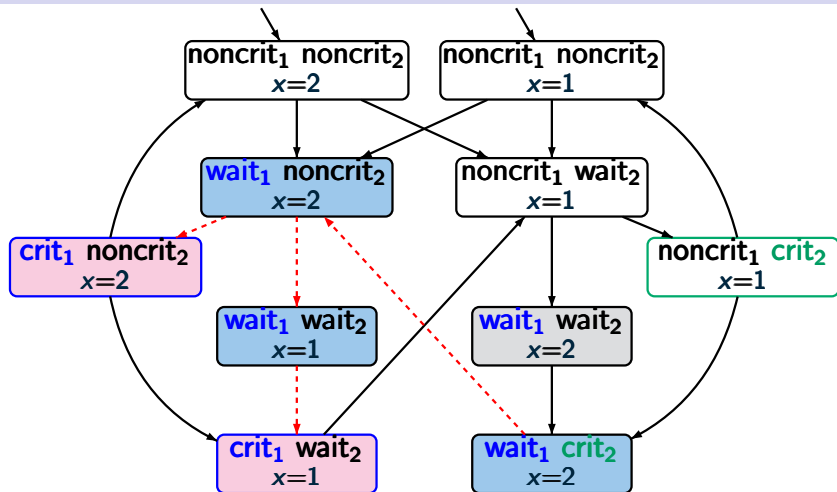 noncrit₁ noncrit₂
x=2
noncrit₁ noncrit₂
x=1
wait₁ noncrit₂
x=2
noncrit₁ wait₂
x=1
crit₁ noncrit₂
x=2
noncrit₁ crit₂
x=1
wait₁ wait₂
x=1
wait₁ wait₂
x=2
crit₁ wait₂
x=1
wait₁ crit₂
x=2